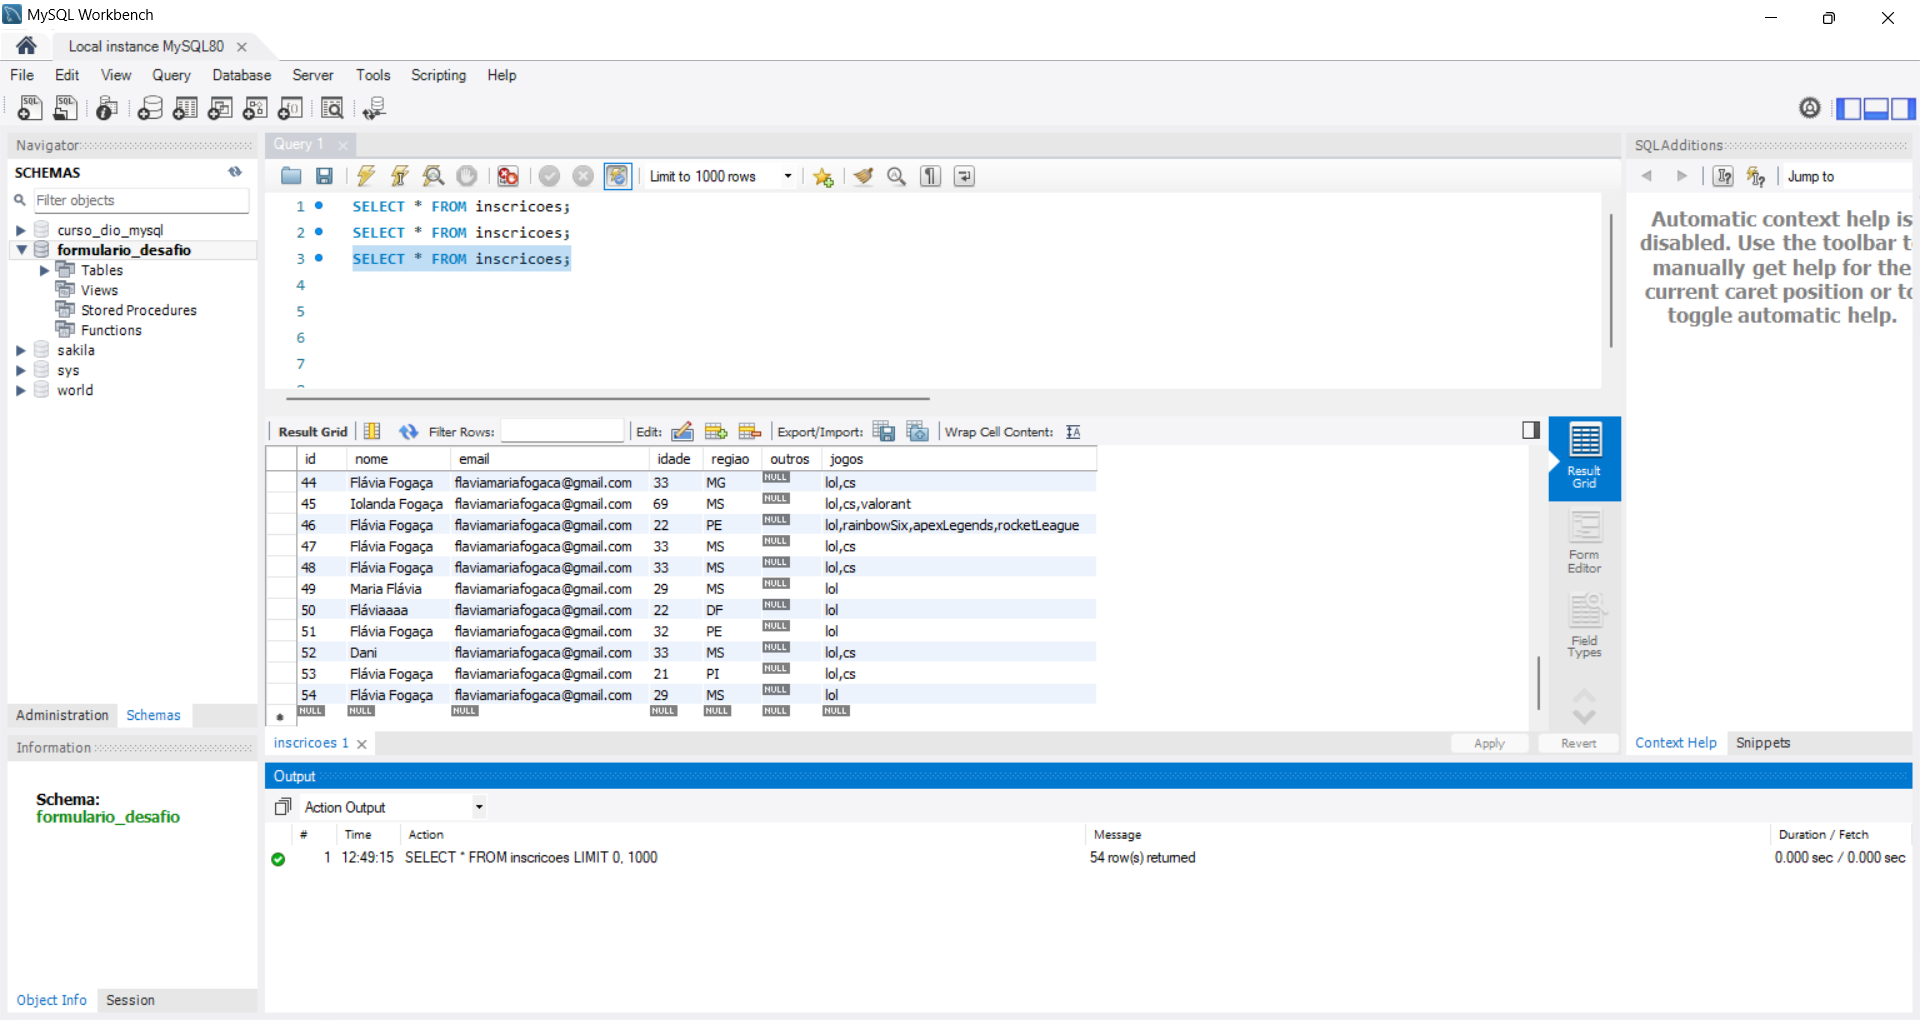 MySQL Workbench
Local instance MySQL80
File Edit View Query Database Server Tools Scripting Help
Navigator
SCHEMAS
Filter objects
curso_dio_mysql
formulario_desafio
Tables
Views
Stored Procedures
Functions
sakila
sys
world
Administration Schemas
Information
Schema:
formulario_desafio
Object Info Session
Query 1
Limit to 1000 rows
1 SELECT * FROM inscricoes;
2 SELECT * FROM inscricoes;
3 SELECT * FROM inscricoes;
4
5
6
7
Result Grid Filter Rows: Edit: Export/Import: Wrap Cell Content:
id nome email idade regiao outros jogos
44 Flávia Fogaça flaviamariafogaca@gmail.com 33 MG NULL lol,cs
45 Iolanda Fogaça flaviamariafogaca@gmail.com 69 MS NULL lol,cs,valorant
46 Flávia Fogaça flaviamariafogaca@gmail.com 22 PE NULL lol,rainbowSix,apexLegends,rocketLeague
47 Flávia Fogaça flaviamariafogaca@gmail.com 33 MS NULL lol,cs
48 Flávia Fogaça flaviamariafogaca@gmail.com 33 MS NULL lol,cs
49 Maria Flávia flaviamariafogaca@gmail.com 29 MS NULL lol
50 Fláviaaaa flaviamariafogaca@gmail.com 22 DF NULL lol
51 Flávia Fogaça flaviamariafogaca@gmail.com 32 PE NULL lol
52 Dani flaviamariafogaca@gmail.com 33 MS NULL lol,cs
53 Flávia Fogaça flaviamariafogaca@gmail.com 21 PI NULL lol,cs
54 Flávia Fogaça flaviamariafogaca@gmail.com 29 MS NULL lol
NULL NULL NULL NULL NULL NULL NULL
Result
Grid
Form
Editor
Field
Types
inscricoes 1
Apply Revert
SQLAdditions
Jump to
Automatic context help is
disabled. Use the toolbar t
manually get help for the
current caret position or to
toggle automatic help.
Context Help Snippets
Output
Action Output
# Time Action Message Duration / Fetch
1 12:49:15 SELECT * FROM inscricoes LIMIT 0, 1000 54 row(s) returned 0.000 sec / 0.000 sec